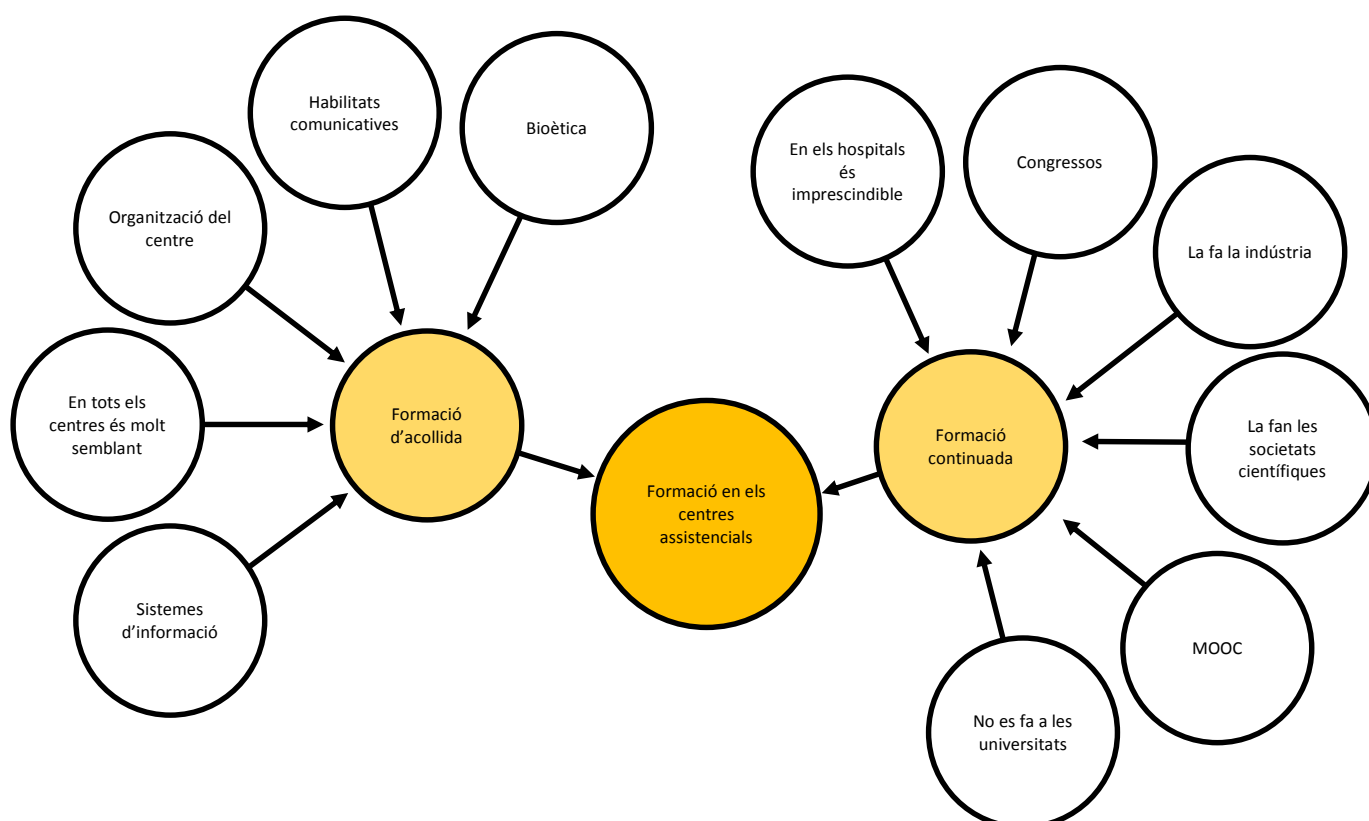 Habilitats
comunicatives
Bioètica
En els hospitals
és
imprescindible
Congressos
Organització del
centre
La fa la indústria
En tots els
centres és molt
semblant
Formació
d’acollida
Formació
continuada
La fan les
societats
científiques
Formació en els
centres
assistencials
Sistemes
d’informació
MOOC
No es fa a les
universitats